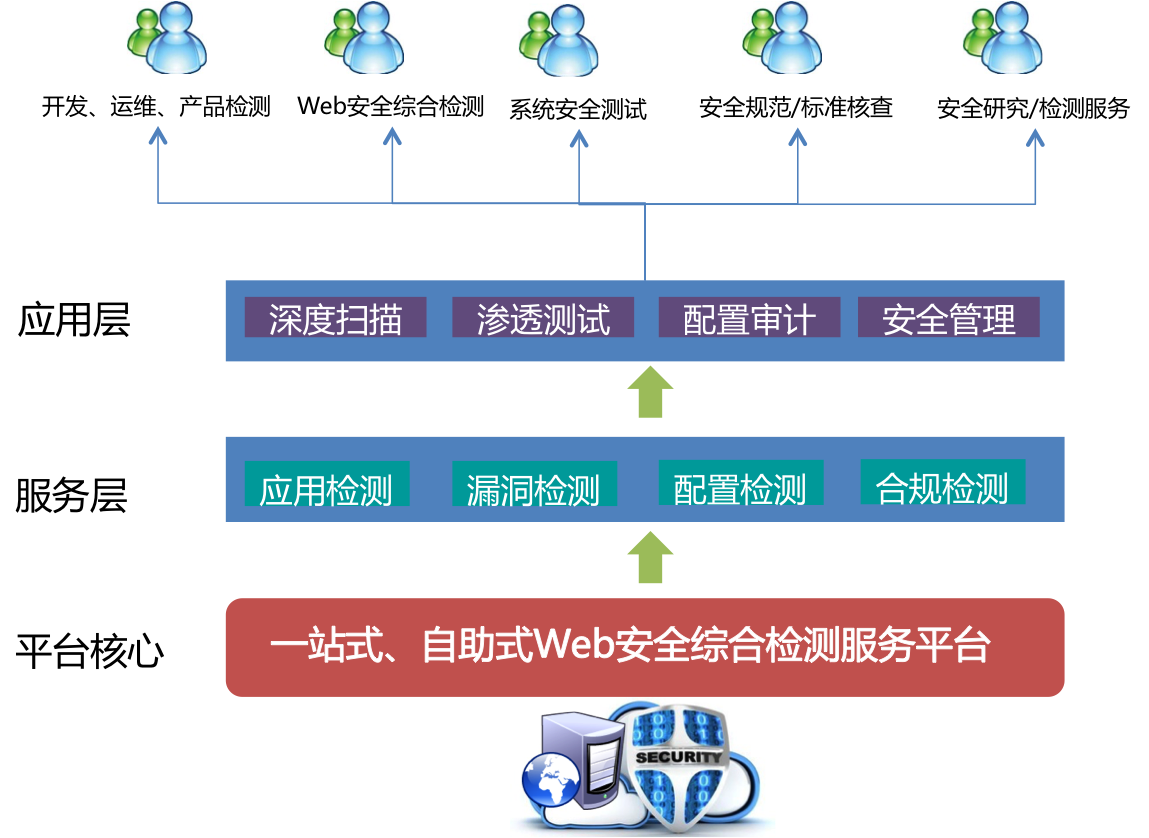 开发、运维、产品检测
Web安全综合检测
系统安全测试
安全规范/标准核查
安全研究/检测服务
应用层
深度扫描
渗透测试
配置审计
安全管理
服务层
应用检测
漏洞检测
配置检测
合规检测
平台核心
一站式、自助式Web安全综合检测服务平台
SECURITY